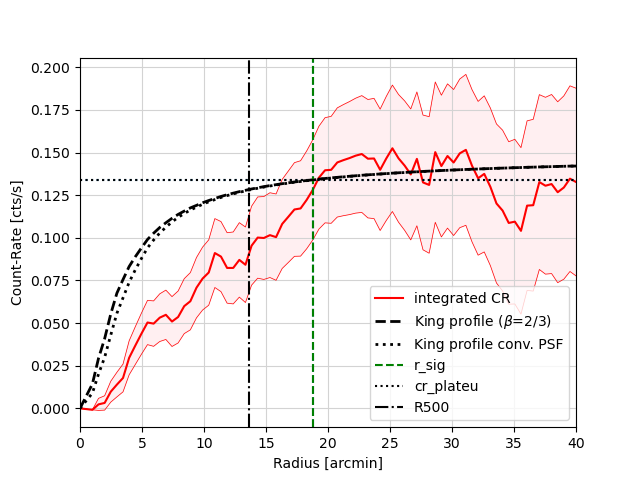 0.200
0.175
0.150
0.125
0.100
0.075
0.050
0.025
0.000
Count-Rate [cts/s]
integrated CR
King profile (β=2/3)
King profile conv. PSF
r_sig
cr_plateu
R500
0 5 10 15 20 25 30 35 40
Radius [arcmin]